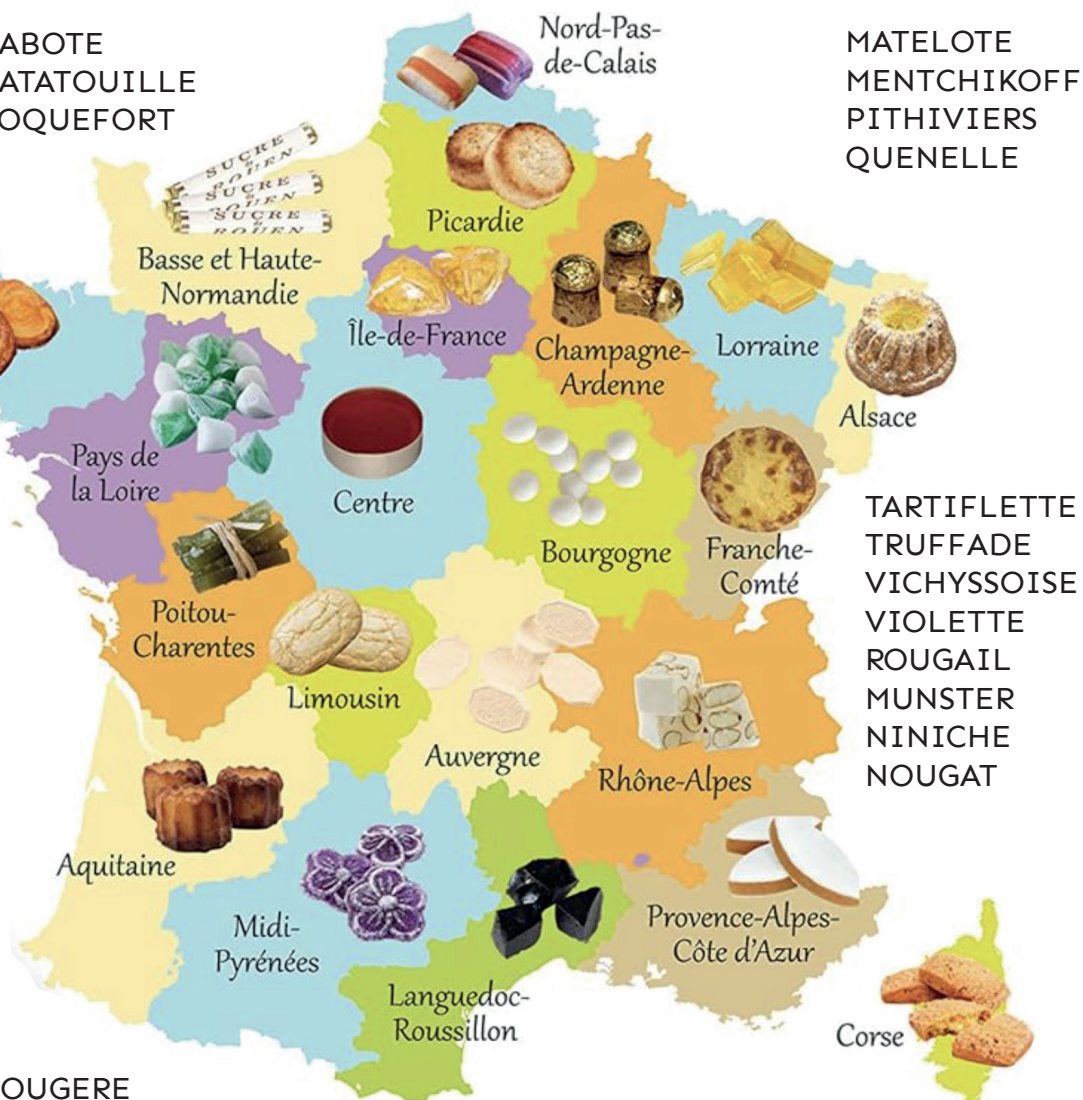 ABOTE
ATATOUILLE
OQUEFORT
Nord-Pas-
de-Calais
MATELOTE
MENTCHIKOFF
PITHIVIERS
QUENELLE
SUCRE
ROUEN
SUCRE
ROUEN
SUCRE
ROUEN
Picardie
Basse et Haute-
Normandie
Île-de-France
Champagne-
Ardenne
Lorraine
Alsace
Pays de
la Loire
Centre
Bourgogne
Franche-
Comté
TARTIFLETTE
TRUFFADE
VICHYSSOISE
VIOLETTE
ROUGAIL
MUNSTER
NINICHE
NOUGAT
Poitou-
Charentes
Limousin
Auvergne
Rhône-Alpes
Aquitaine
Midi-
Pyrénées
Provence-Alpes-
Côte d'Azur
Languedoc-
Roussillon
Corse
OUGERE